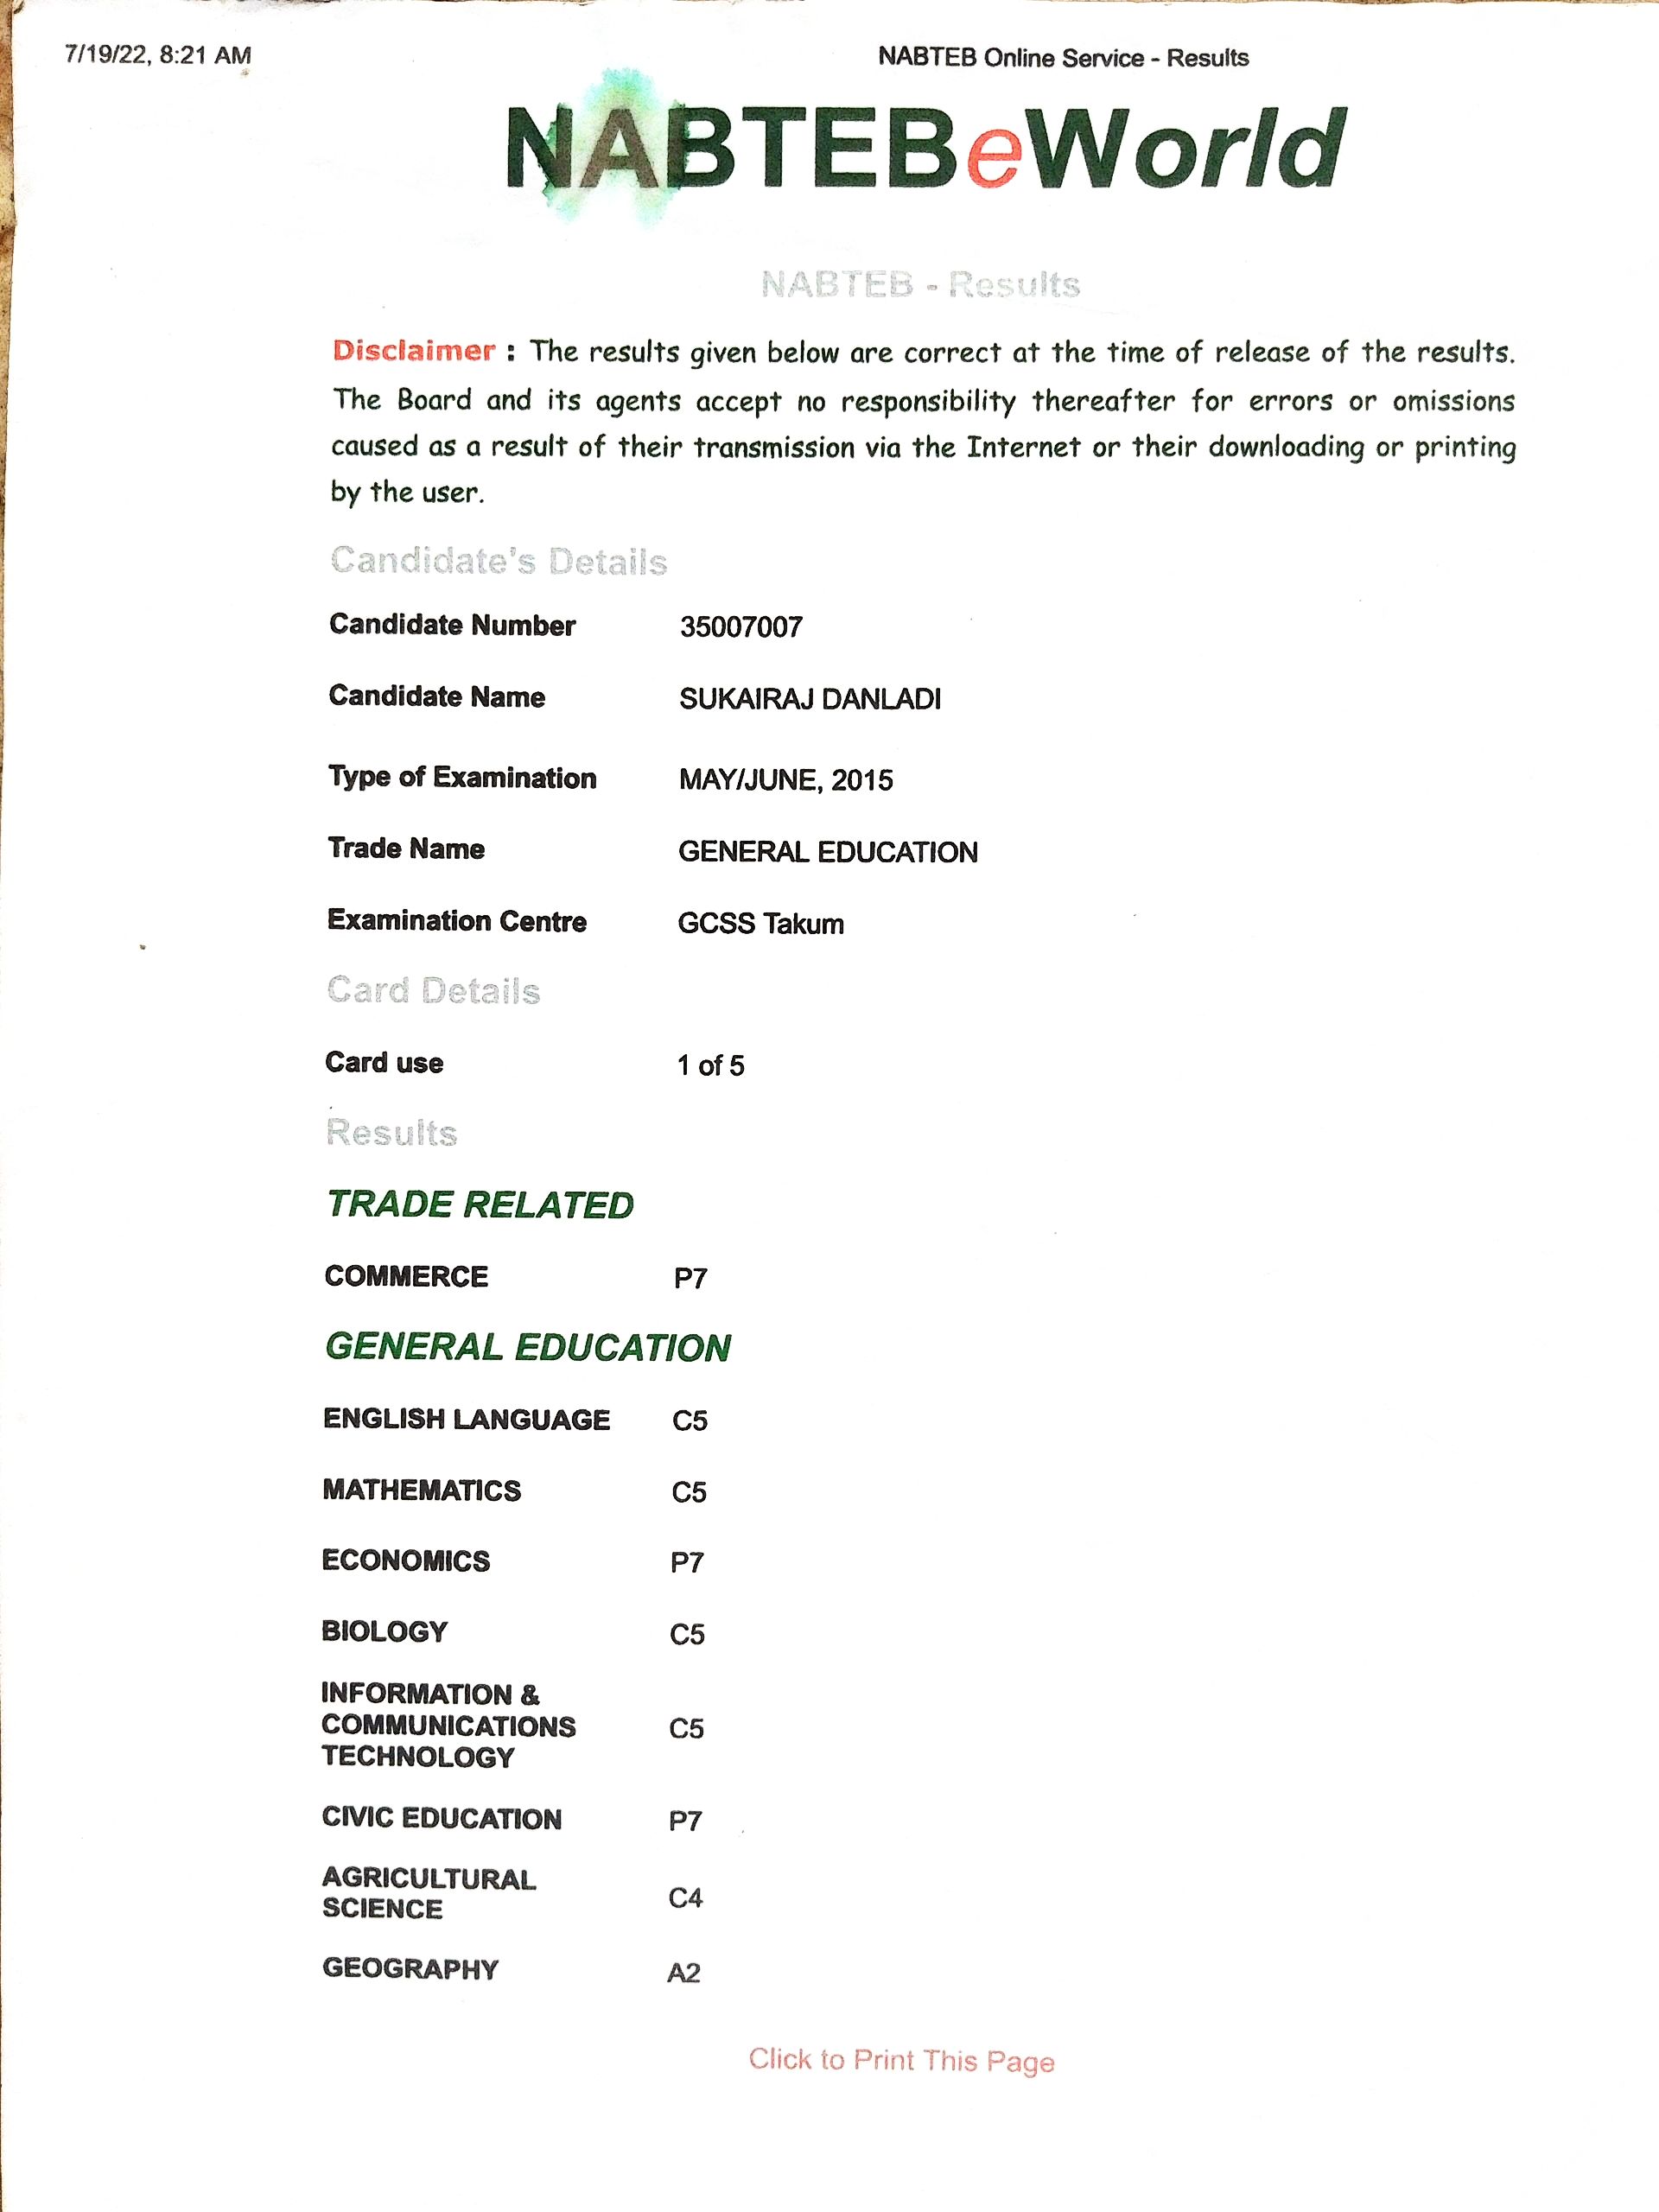 7/19/22, 8:21 AM NABTEB Online Service - Results
NABTEBeWorld
NABTEB - Results
Disclaimer : The results given below are correct at the time of release of the results.
The Board and its agents accept no responsibility thereafter for errors or omissions
caused as a result of their transmission via the Internet or their downloading or printing
by the user.
Candidate's Details
Candidate Number 35007007
Candidate Name SUKAIRAJ DANLADI
Type of Examination MAY/JUNE, 2015
Trade Name GENERAL EDUCATION
Examination Centre GCSS Takum
Card Details
Card use 1 of 5
Results
TRADE RELATED
COMMERCE P7
GENERAL EDUCATION
ENGLISH LANGUAGE C5
MATHEMATICS C5
ECONOMICS P7
BIOLOGY C5
INFORMATION &
COMMUNICATIONS C5
TECHNOLOGY
CIVIC EDUCATION P7
AGRICULTURAL
SCIENCE C4
GEOGRAPHY A2
Click to Print This Page